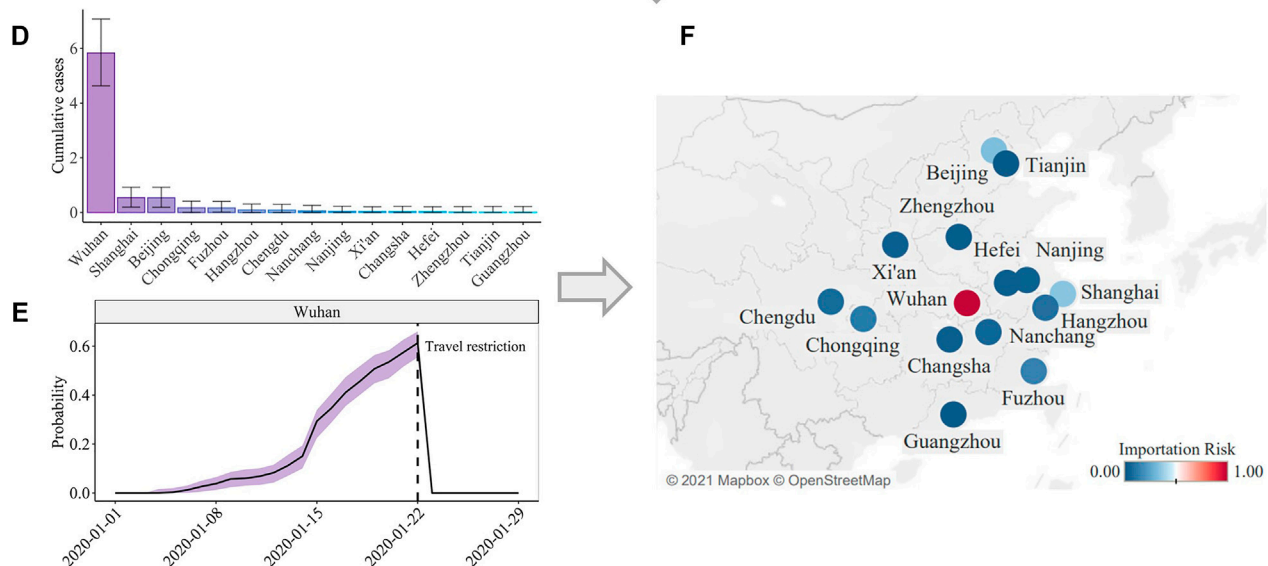 D
Cumulative cases
6
4
2
0
Wuhan
Shanghai
Beijing
Chongqing
Fuzhou
Hangzhou
Chengdu
Nanchang
Nanjing
Xi'an
Changsha
Hefei
Zhengzhou
Tianjin
Guangzhou
E
Wuhan
Probability
0.6
0.4
0.2
0.0
Travel restriction
2020-01-01
2020-01-08
2020-01-15
2020-01-22
2020-01-29
F
Beijing
Tianjin
Zhengzhou
Hefei
Nanjing
Xi'an
Wuhan
Shanghai
Chengdu
Hangzhou
Chongqing
Nanchang
Changsha
Fuzhou
Guangzhou
Importation Risk
0.00
1.00
© 2021 Mapbox © OpenStreetMap